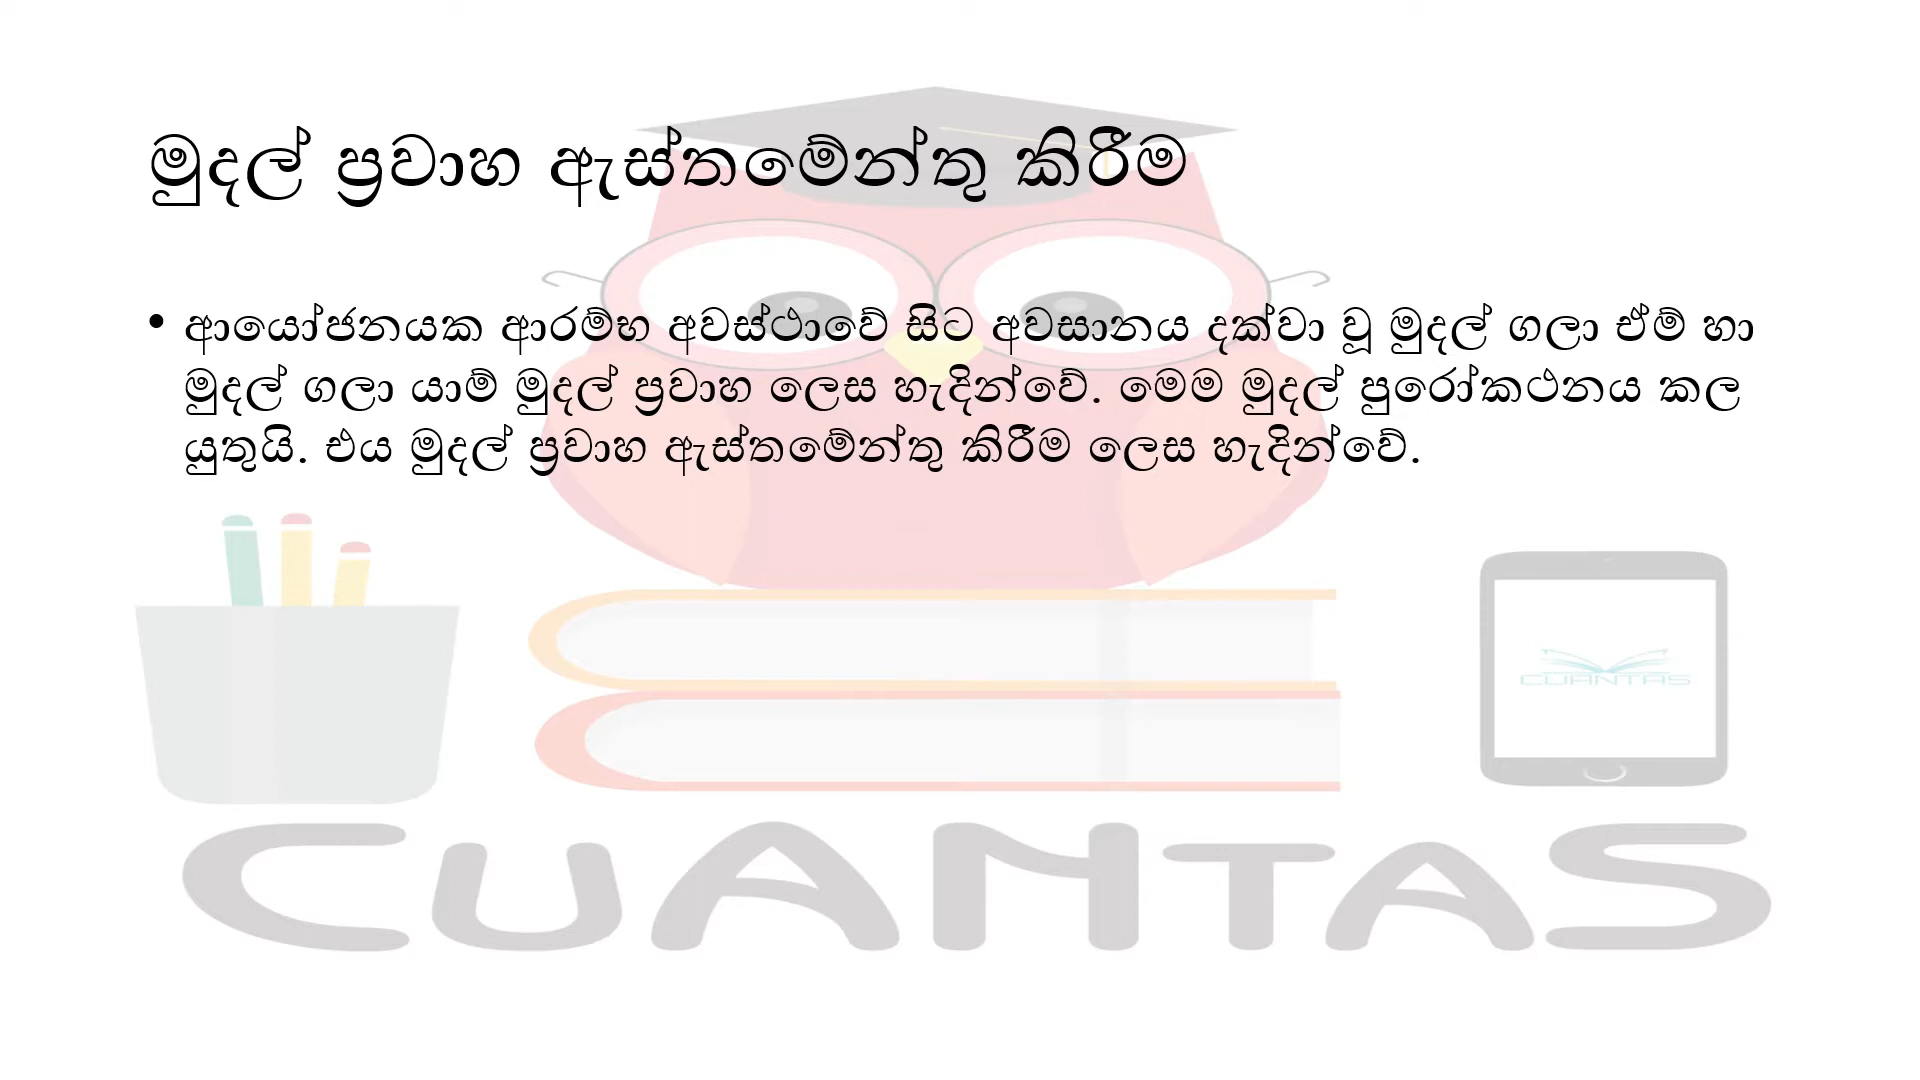 මුදල් ප්‍රවාහ ඇස්තමේන්තු කිරීම
• ආයෝජනයක ආරම්භ අවස්ථාවේ සිට අවසානය දක්වා වූ මුදල් ගලා ඒම් හා
මුදල් ගලා යාම් මුදල් ප්‍රවාහ ලෙස හැදින්වේ. මෙම මුදල් පුරෝකථනය කල
යුතුයි. එය මුදල් ප්‍රවාහ ඇස්තමේන්තු කිරීම ලෙස හැදින්වේ.
CUANTAS
CUANTAS